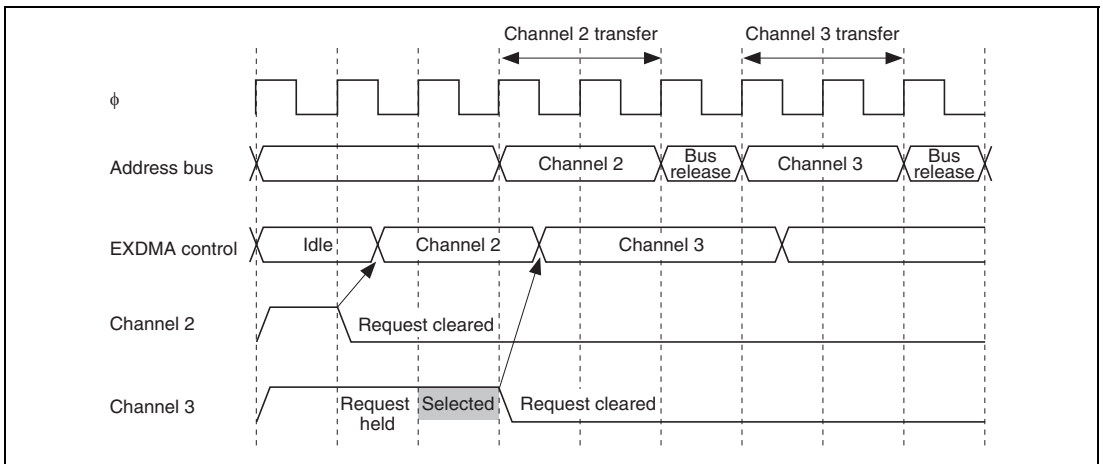 Channel 2 transfer
Channel 3 transfer
ϕ
Address bus
Channel 2
Bus
release
Channel 3
Bus
release
EXDMA control
Idle
Channel 2
Channel 3
Channel 2
Request cleared
Channel 3
Request
held
Selected
Request cleared